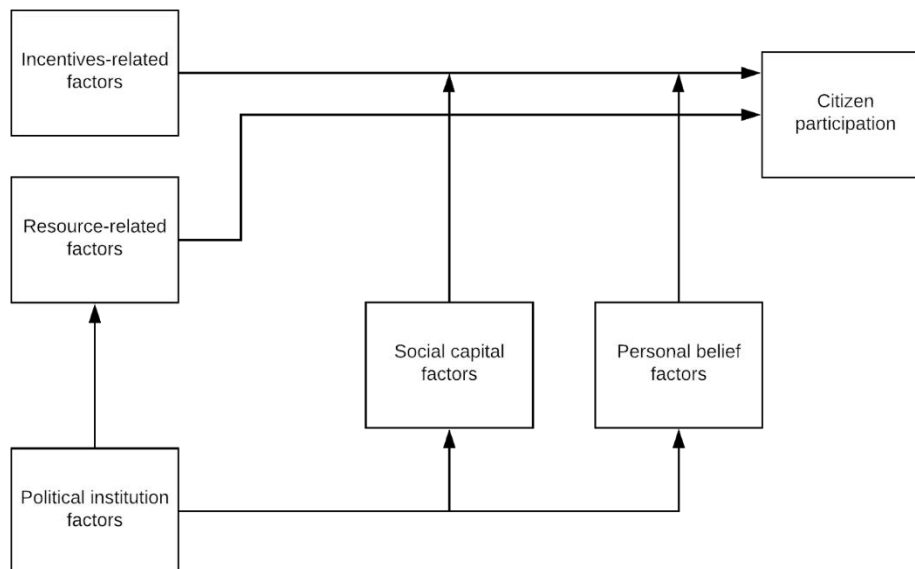 Incentives-related
factors
Citizen
participation
Resource-related
factors
Social capital
factors
Personal belief
factors
Political institution
factors